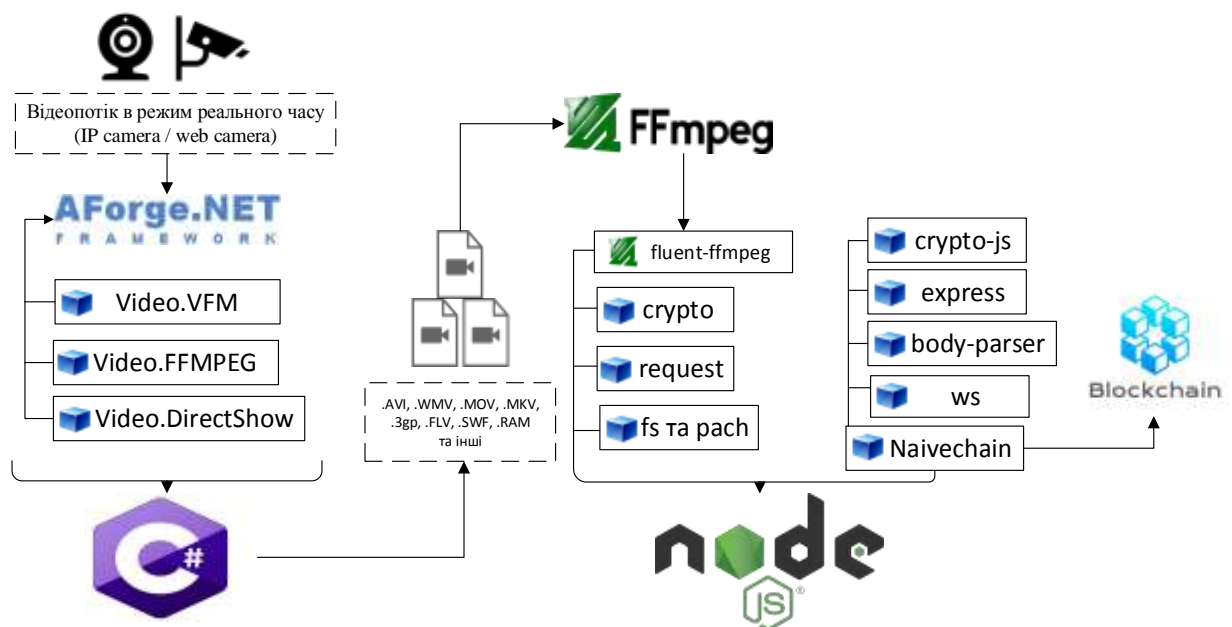 Відеопотік в режим реального часу
(IP camera / web camera)
AForge.NET
FRAMEWORK
Video.VFM
Video.FFMPEG
Video.DirectShow
C#
.AVI, .WMV, .MOV, .MKV,
.3gp, .FLV, .SWF, .RAM
та інші
FFmpeg
fluent-ffmpeg
crypto
request
fs та pach
crypto-js
express
body-parser
ws
Naivechain
Blockchain
node
JS®